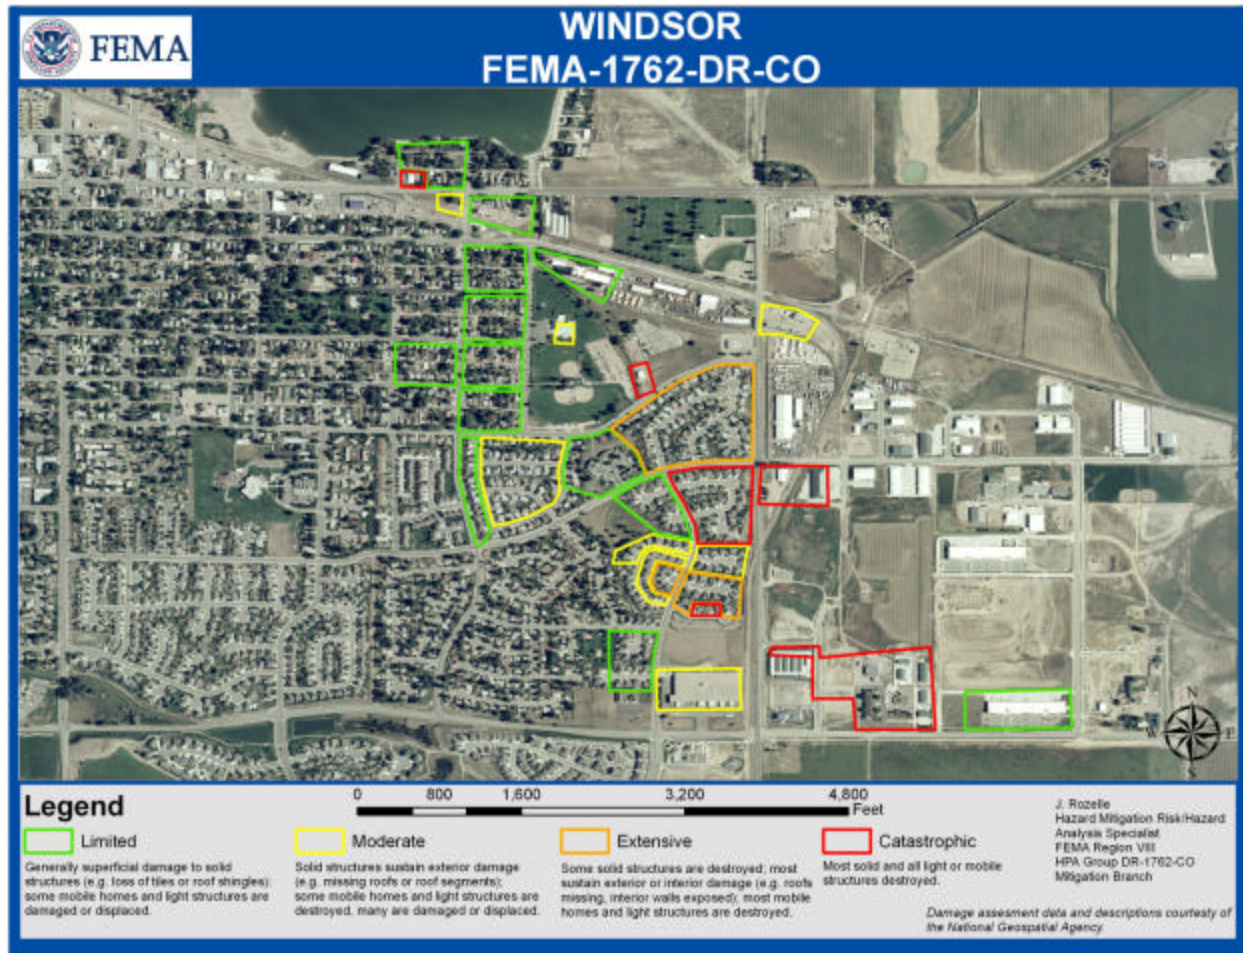 FEMA
WINDSOR
FEMA-1762-DR-CO
N
W
E
S
Legend
0 800 1,600 3,200 4,800
Feet
Limited
Generally superficial damage to solid
structures (e.g. loss of tiles or roof shingles);
some mobile homes and light structures are
damaged or displaced.
Moderate
Solid structures sustain exterior damage
(e.g. missing roofs or roof segments);
some mobile homes and light structures are
destroyed, many are damaged or displaced.
Extensive
Some solid structures are destroyed; most
sustain exterior or interior damage (e.g. roofs
missing, interior walls exposed); most mobile
homes and light structures are destroyed.
Catastrophic
Most solid and all light or mobile
structures destroyed.
J. Rozelle
Hazard Mitigation Risk/Hazard
Analysis Specialist
FEMA Region VIII
HPA Group DR-1762-CO
Mitigation Branch
Damage assesment data and descriptions courtesty of
the National Geospatial Agency.